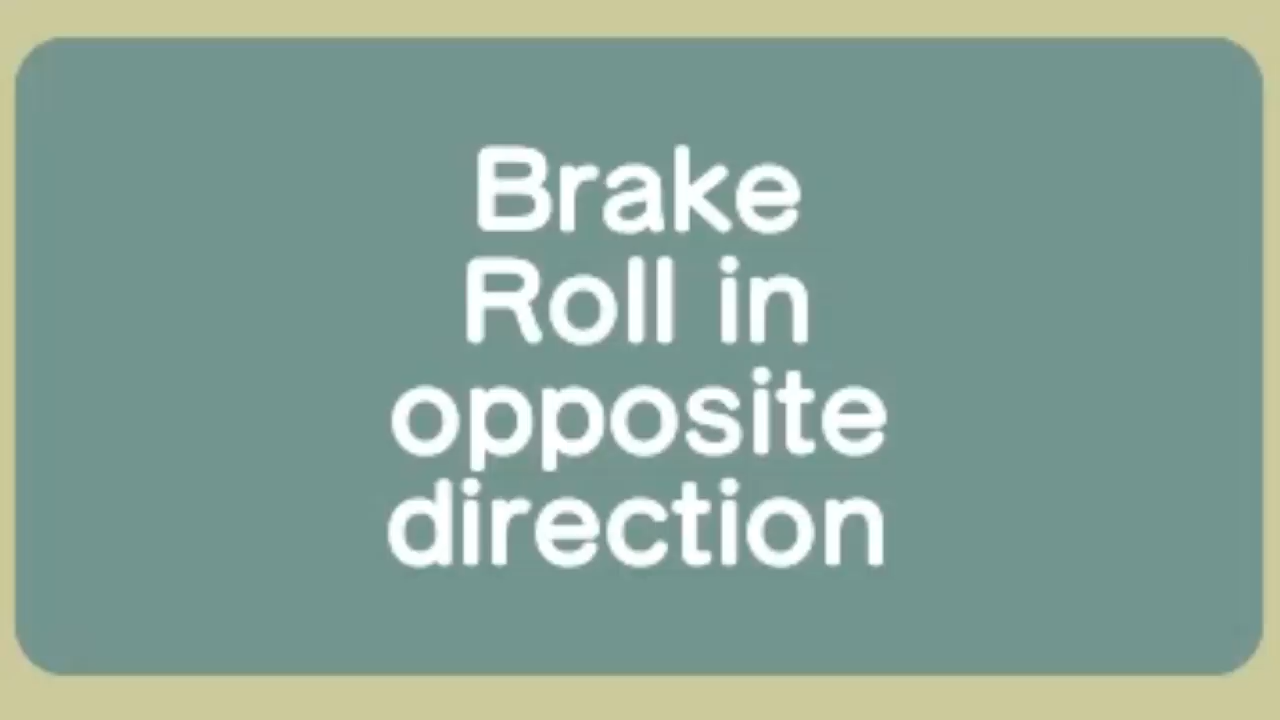 Brake
Roll in
opposite
direction